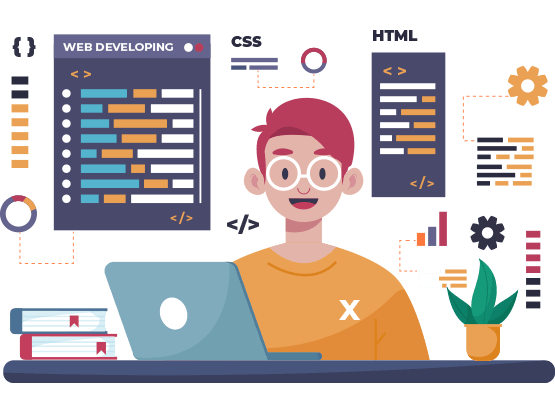 { }
WEB DEVELOPING
CSS
HTML
< >
< >
</>
</>
</>
X